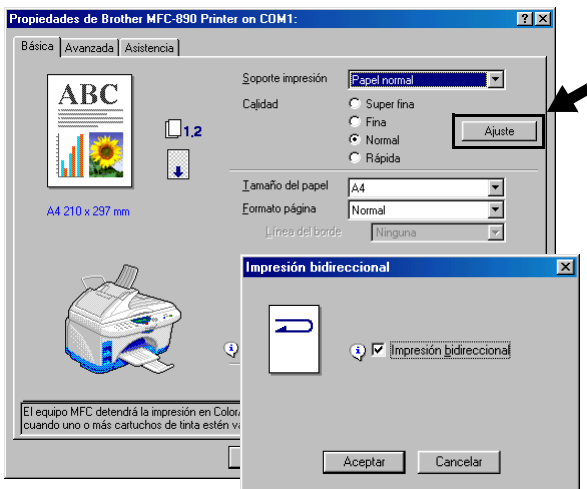 Propiedades de Brother MFC-890 Printer on COM1:
Básica Avanzada Asistencia
ABC
1,2
A4 210 x 297 mm
Soporte impresión Papel normal
Calidad
Super fina
Fina
Normal
Rápida
Ajuste
Tamaño del papel A4
Formato página Normal
Línea del borde Ninguna
El equipo MFC detendrá la impresión en Color
cuando uno o más cartuchos de tinta estén
Impresión bidireccional
Impresión bidireccional
Aceptar Cancelar